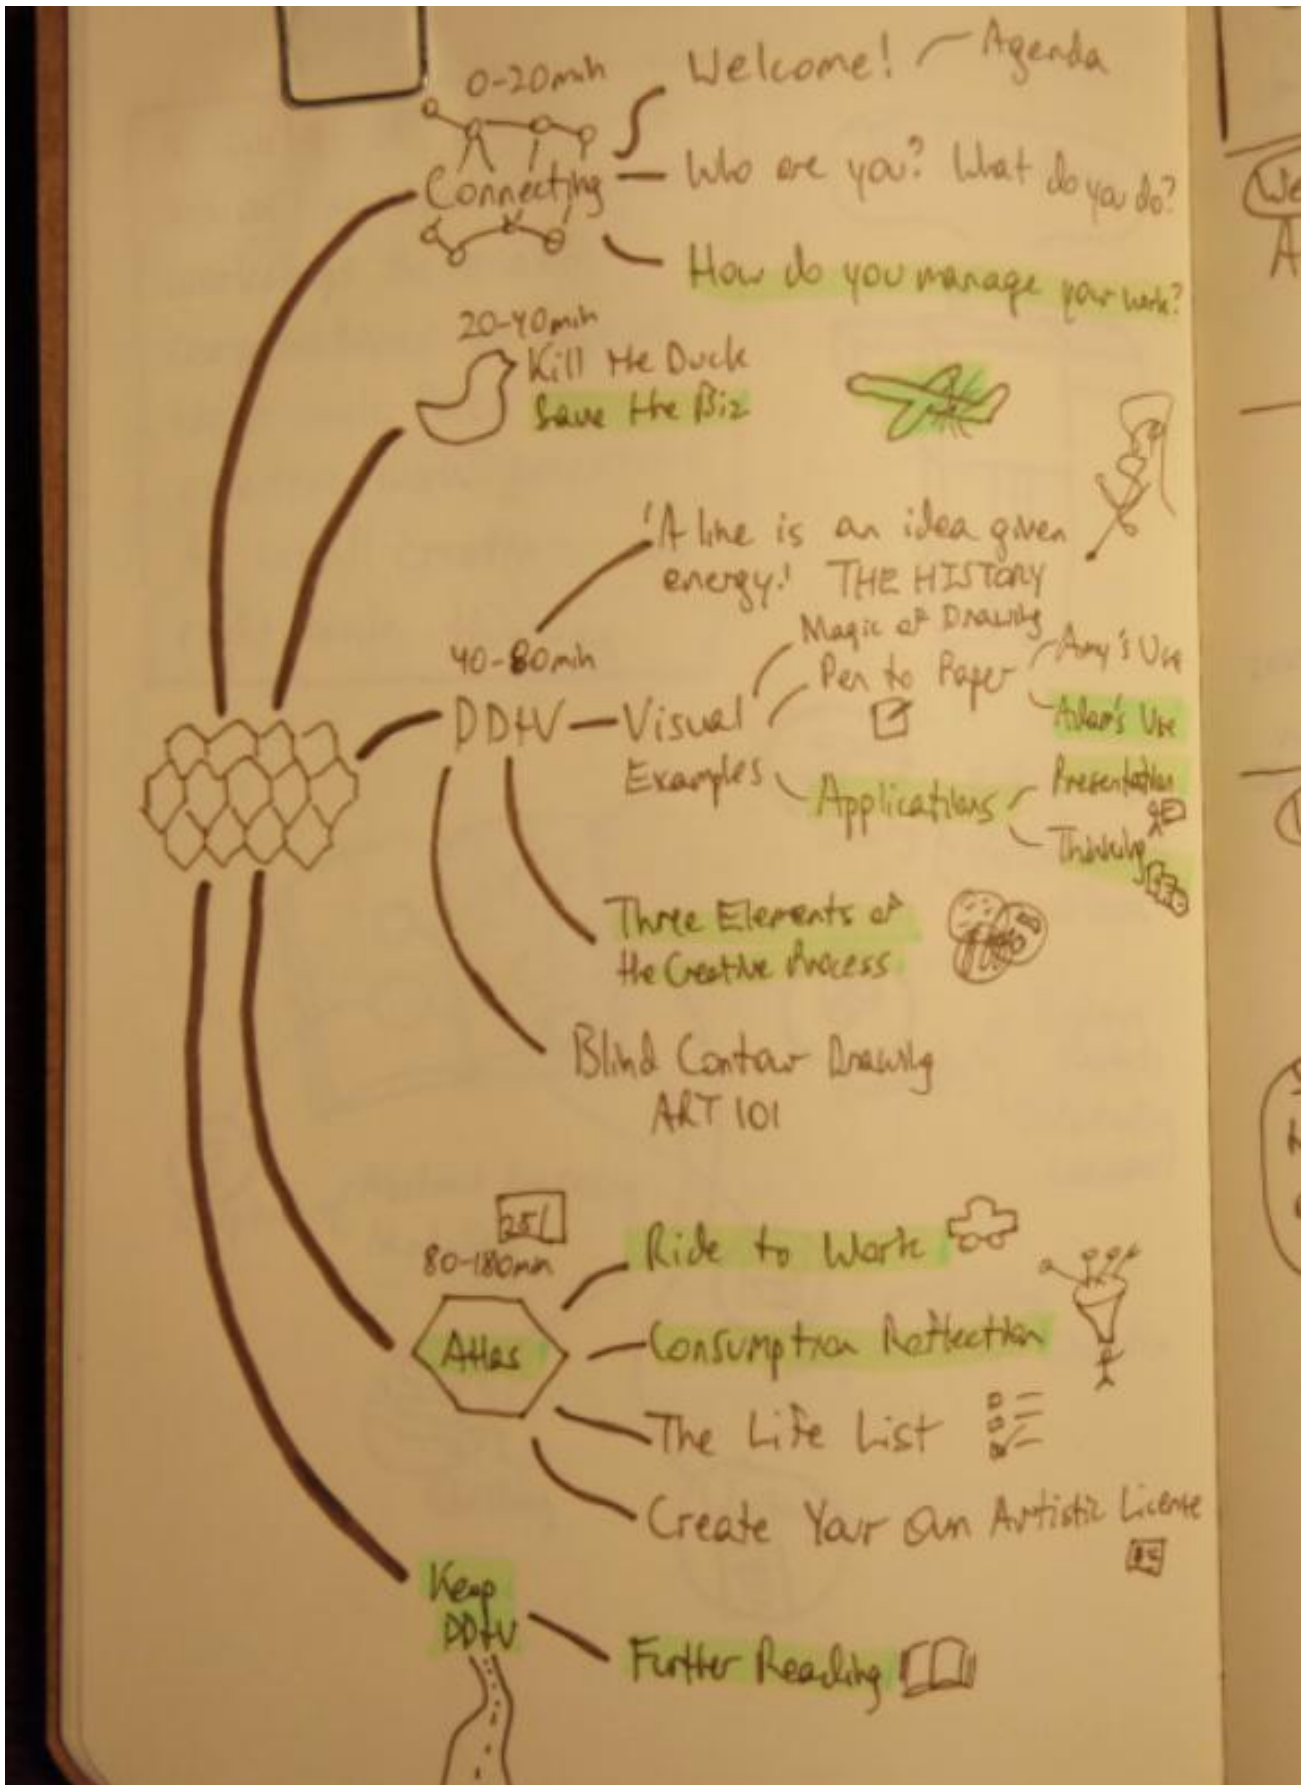 0-20min
Connecting
Welcome! Agenda
Who are you? What do you do?
How do you manage your work?
20-40min
Kill the Duck
Save the Biz
'A line is an idea given
energy.' THE HISTORY
40-80min
DD+V
Visual
Examples
Magic of Drawing
Pen to Paper
Amy's Use
Adam's Use
Applications
Presentation
Thinking
Three Elements of
the Creative Process
Blind Contour Drawing
ART 101
80-180min
Atlas
Ride to Work
Consumption Reflection
The Life List
Create Your Own Artistic License
Keep
DD+V
Further Reading
We
A